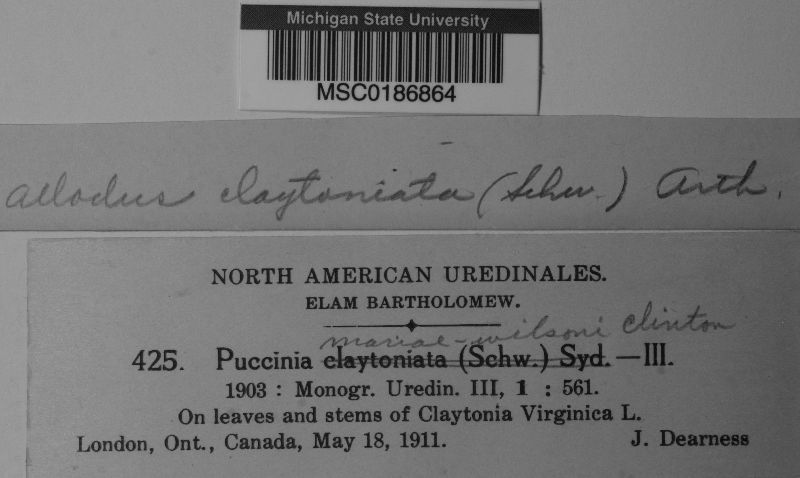 Michigan State University
MSC0186864
Allodus claytoniata (Schw.) Arth.
NORTH AMERICAN UREDINALES.
ELAM BARTHOLOMEW.
mariae-wilsoni Clinton
425. Puccinia claytoniata (Schw.) Syd.—III.
1903 : Monogr. Uredin. III, 1 : 561.
On leaves and stems of Claytonia Virginica L.
London, Ont., Canada, May 18, 1911. J. Dearness